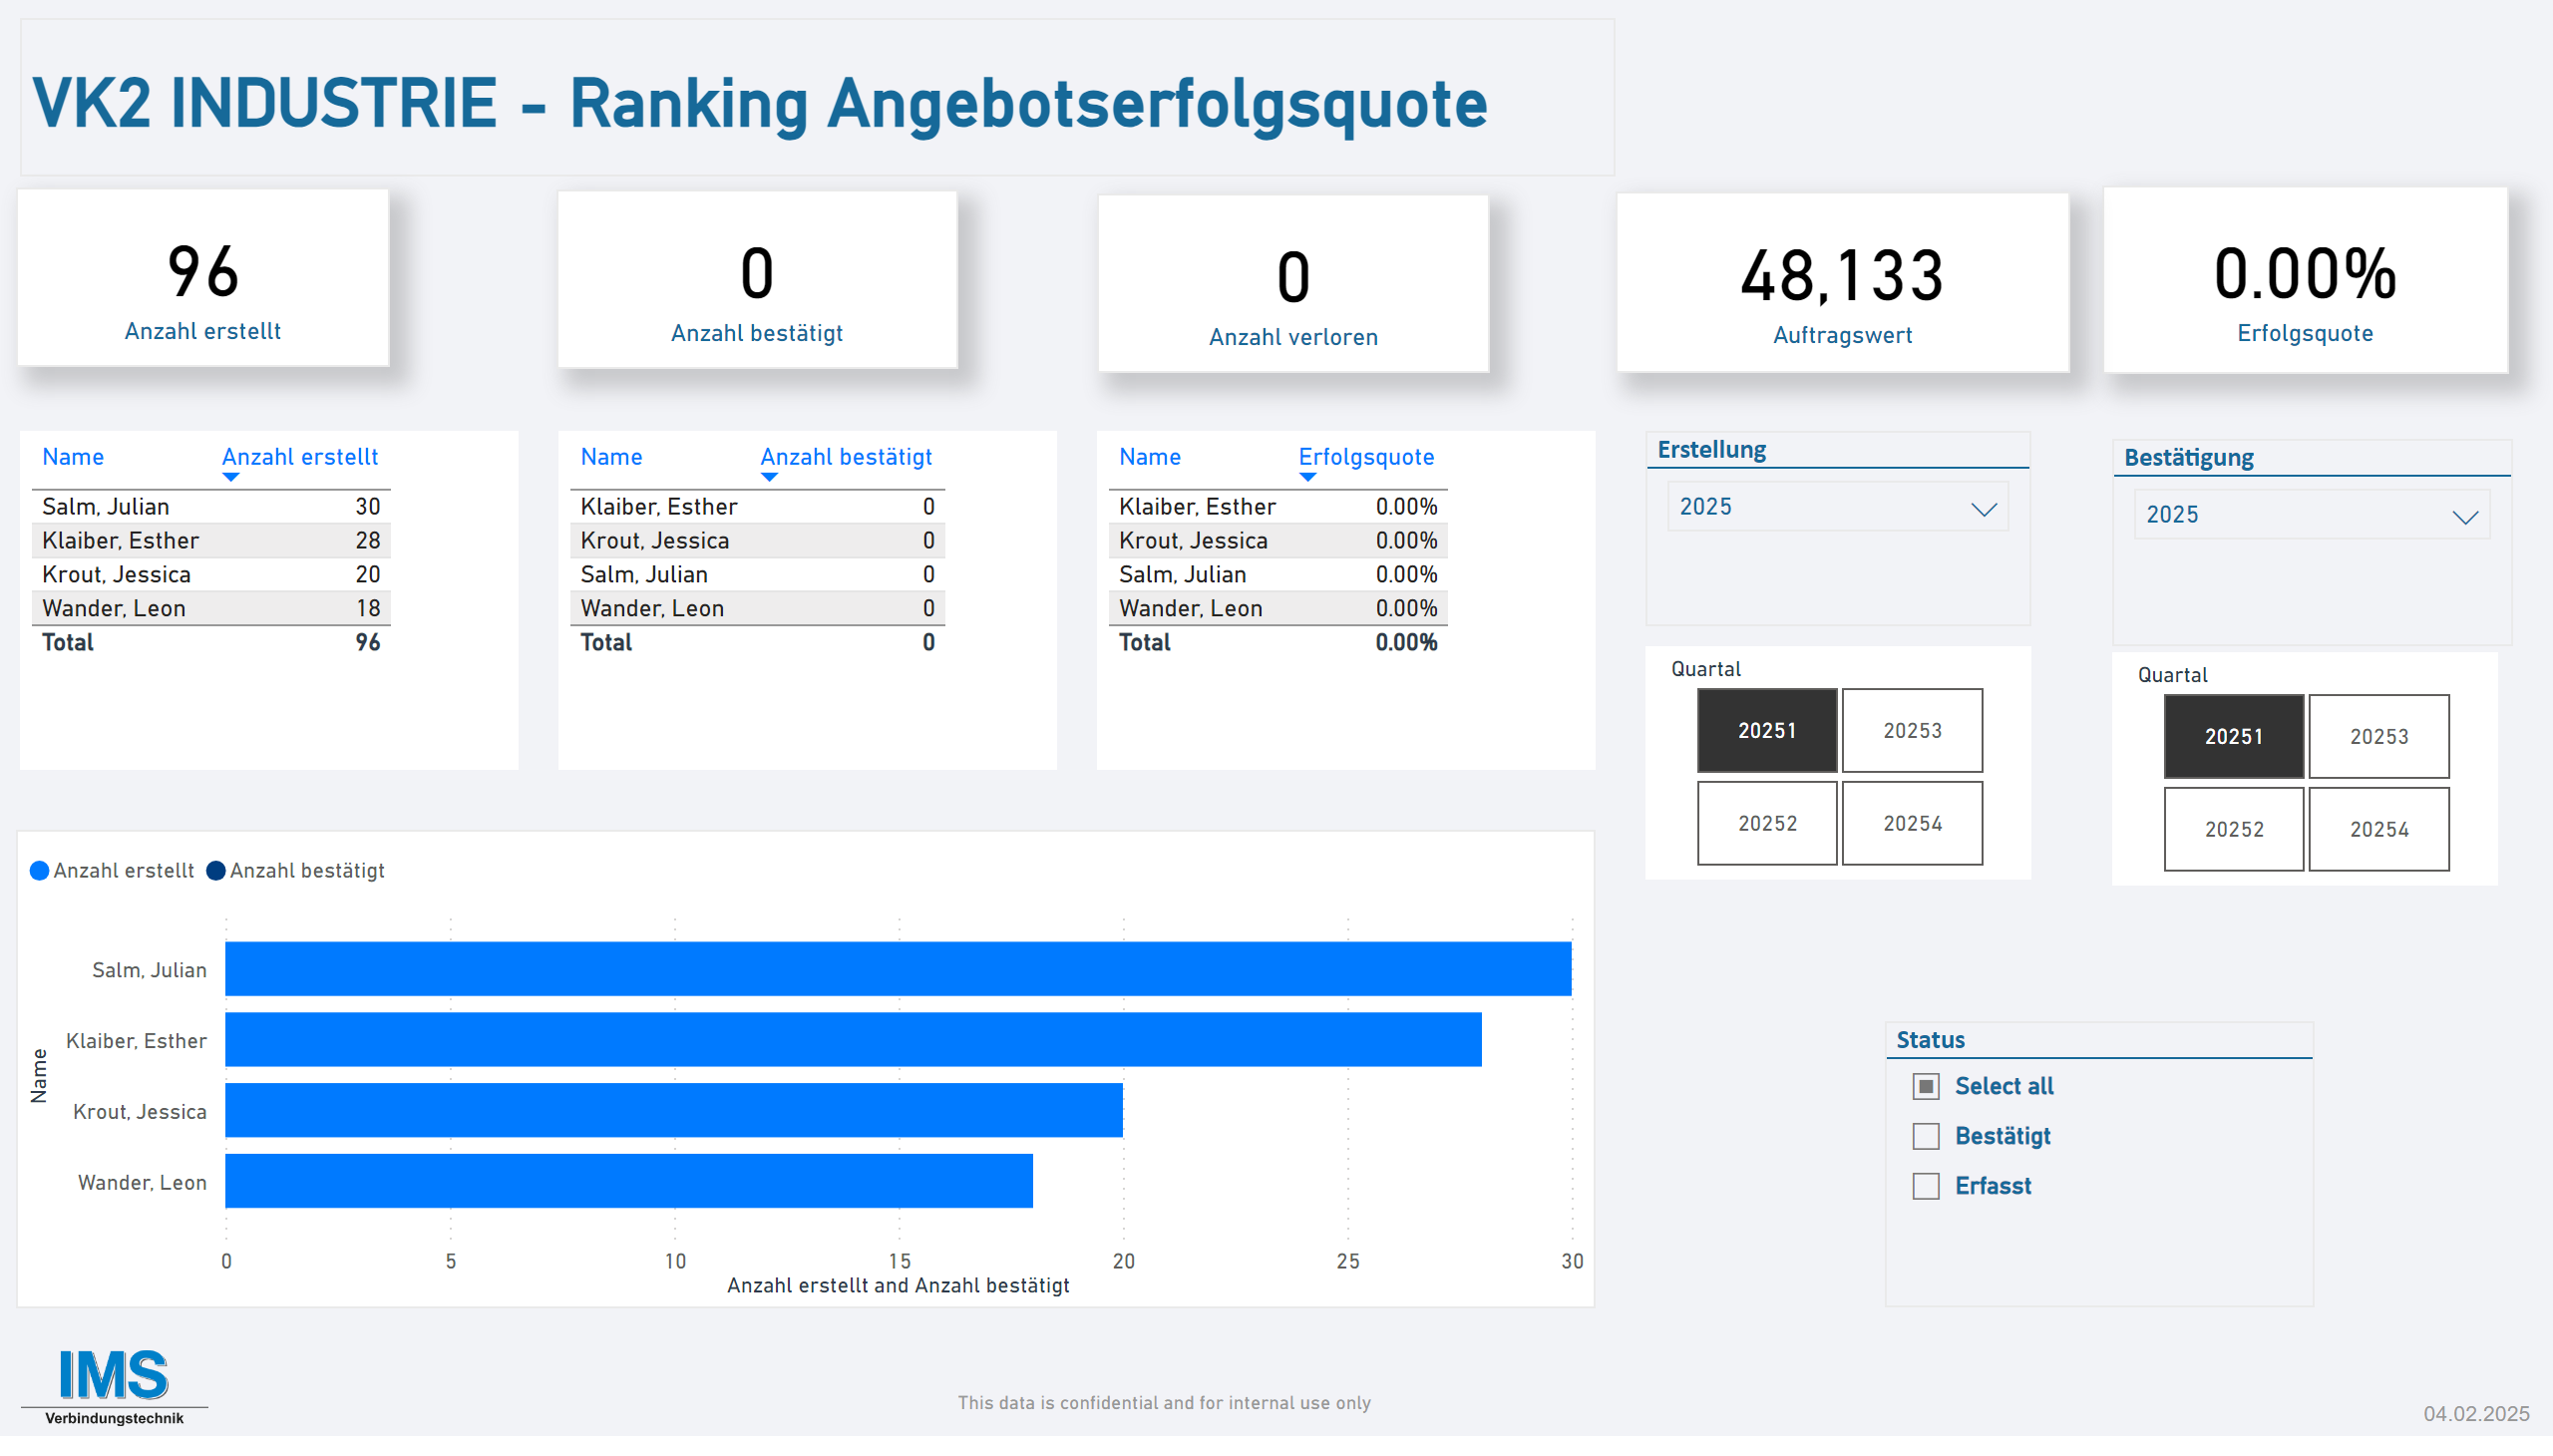 VK2 INDUSTRIE - Ranking Angebotserfolgsquote
96
Anzahl erstellt
0
Anzahl bestätigt
0
Anzahl verloren
48,133
Auftragswert
0.00%
Erfolgsquote
Name Anzahl erstellt
Salm, Julian 30
Klaiber, Esther 28
Krout, Jessica 20
Wander, Leon 18
Total 96
Name Anzahl bestätigt
Klaiber, Esther 0
Krout, Jessica 0
Salm, Julian 0
Wander, Leon 0
Total 0
Name Erfolgsquote
Klaiber, Esther 0.00%
Krout, Jessica 0.00%
Salm, Julian 0.00%
Wander, Leon 0.00%
Total 0.00%
Erstellung
2025
Quartal
20251 20253
20252 20254
Bestätigung
2025
Quartal
20251 20253
20252 20254
Anzahl erstellt Anzahl bestätigt
Name
Salm, Julian
Klaiber, Esther
Krout, Jessica
Wander, Leon
0 5 10 15 20 25 30
Anzahl erstellt and Anzahl bestätigt
Status
Select all
Bestätigt
Erfasst
IMS
Verbindungstechnik
This data is confidential and for internal use only
04.02.2025